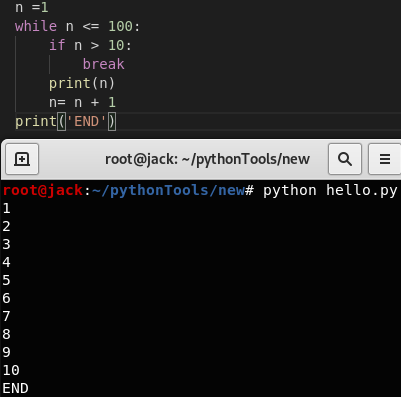 n =1
while n <= 100:
    if n > 10:
        break
    print(n)
    n= n + 1
print('END')
root@jack: ~/pythonTools/new
root@jack:~/pythonTools/new# python hello.py
1
2
3
4
5
6
7
8
9
10
END